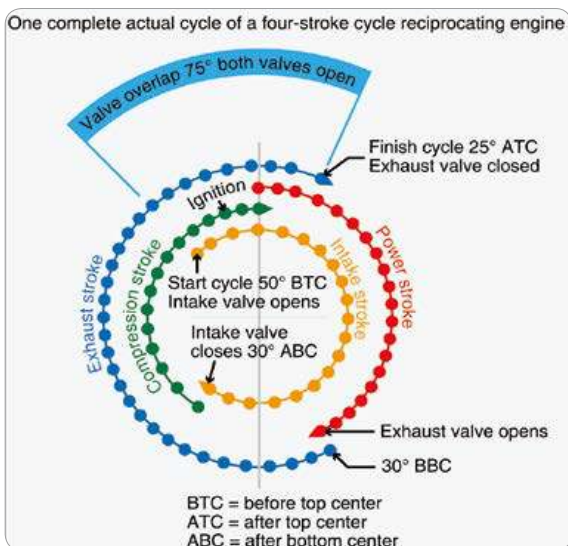 One complete actual cycle of a four-stroke cycle reciprocating engine
Valve overlap 75° both valves open
Finish cycle 25° ATC
Exhaust valve closed
Ignition
Power stroke
Intake stroke
Compression stroke
Exhaust stroke
Start cycle 50° BTC
Intake valve opens
Intake valve
closes 30° ABC
Exhaust valve opens
30° BBC
BTC = before top center
ATC = after top center
ABC = after bottom center